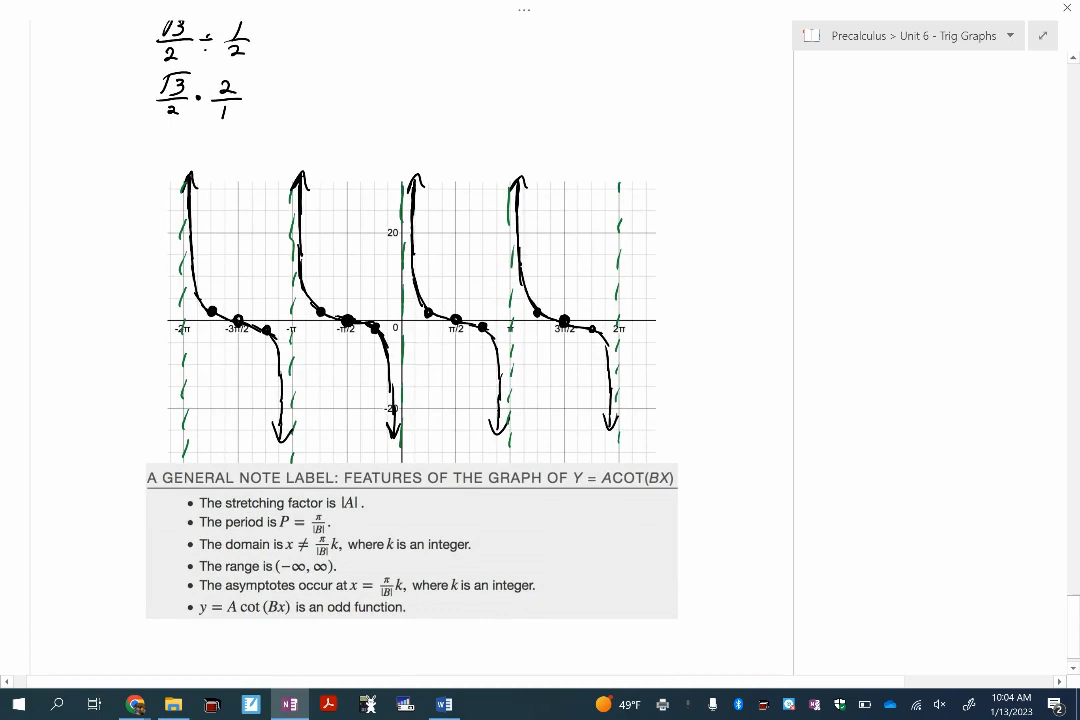 ...
Precalculus > Unit 6 - Trig Graphs
√3/2 ÷ 1/2
√3/2 · 2/1
20
-2π -3π/2 -π -π/2 0 π/2 π 3π/2 2π
-20
A GENERAL NOTE LABEL: FEATURES OF THE GRAPH OF Y = ACOT(BX)
• The stretching factor is |A|.
• The period is P = π/|B|.
• The domain is x ≠ π/|B| k, where k is an integer.
• The range is (−∞, ∞).
• The asymptotes occur at x = π/|B| k, where k is an integer.
• y = A cot (Bx) is an odd function.
49°F
10:04 AM
1/13/2023
2